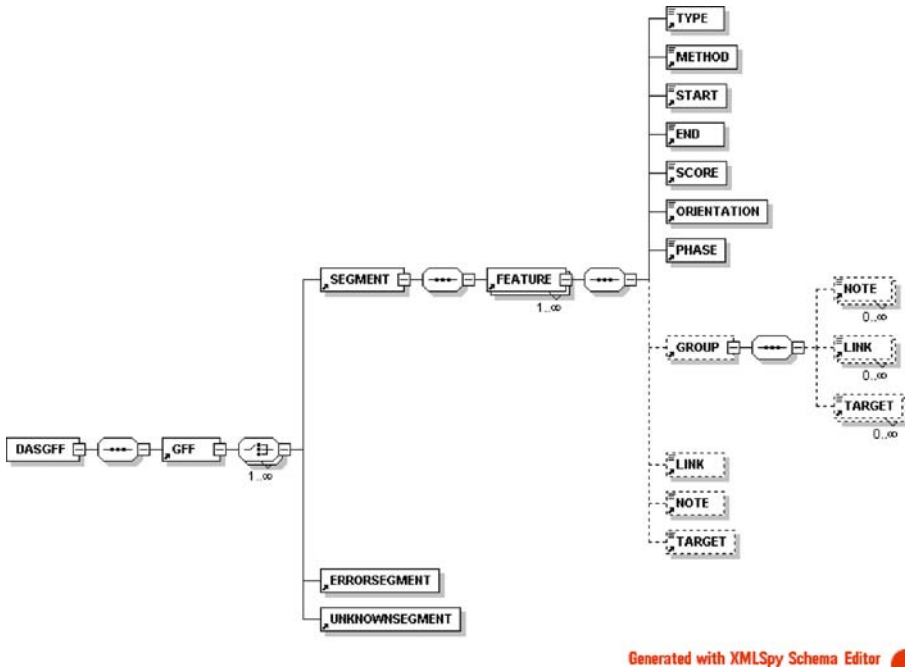 TYPE
METHOD
START
END
SCORE
ORIENTATION
PHASE
SEGMENT
FEATURE
1..∞
GROUP
NOTE
0..∞
LINK
0..∞
TARGET
0..∞
DASGFF
GFF
1..∞
LINK
NOTE
TARGET
ERRORSEGMENT
UNKNOWNSEGMENT
Generated with XMLSpy Schema Editor